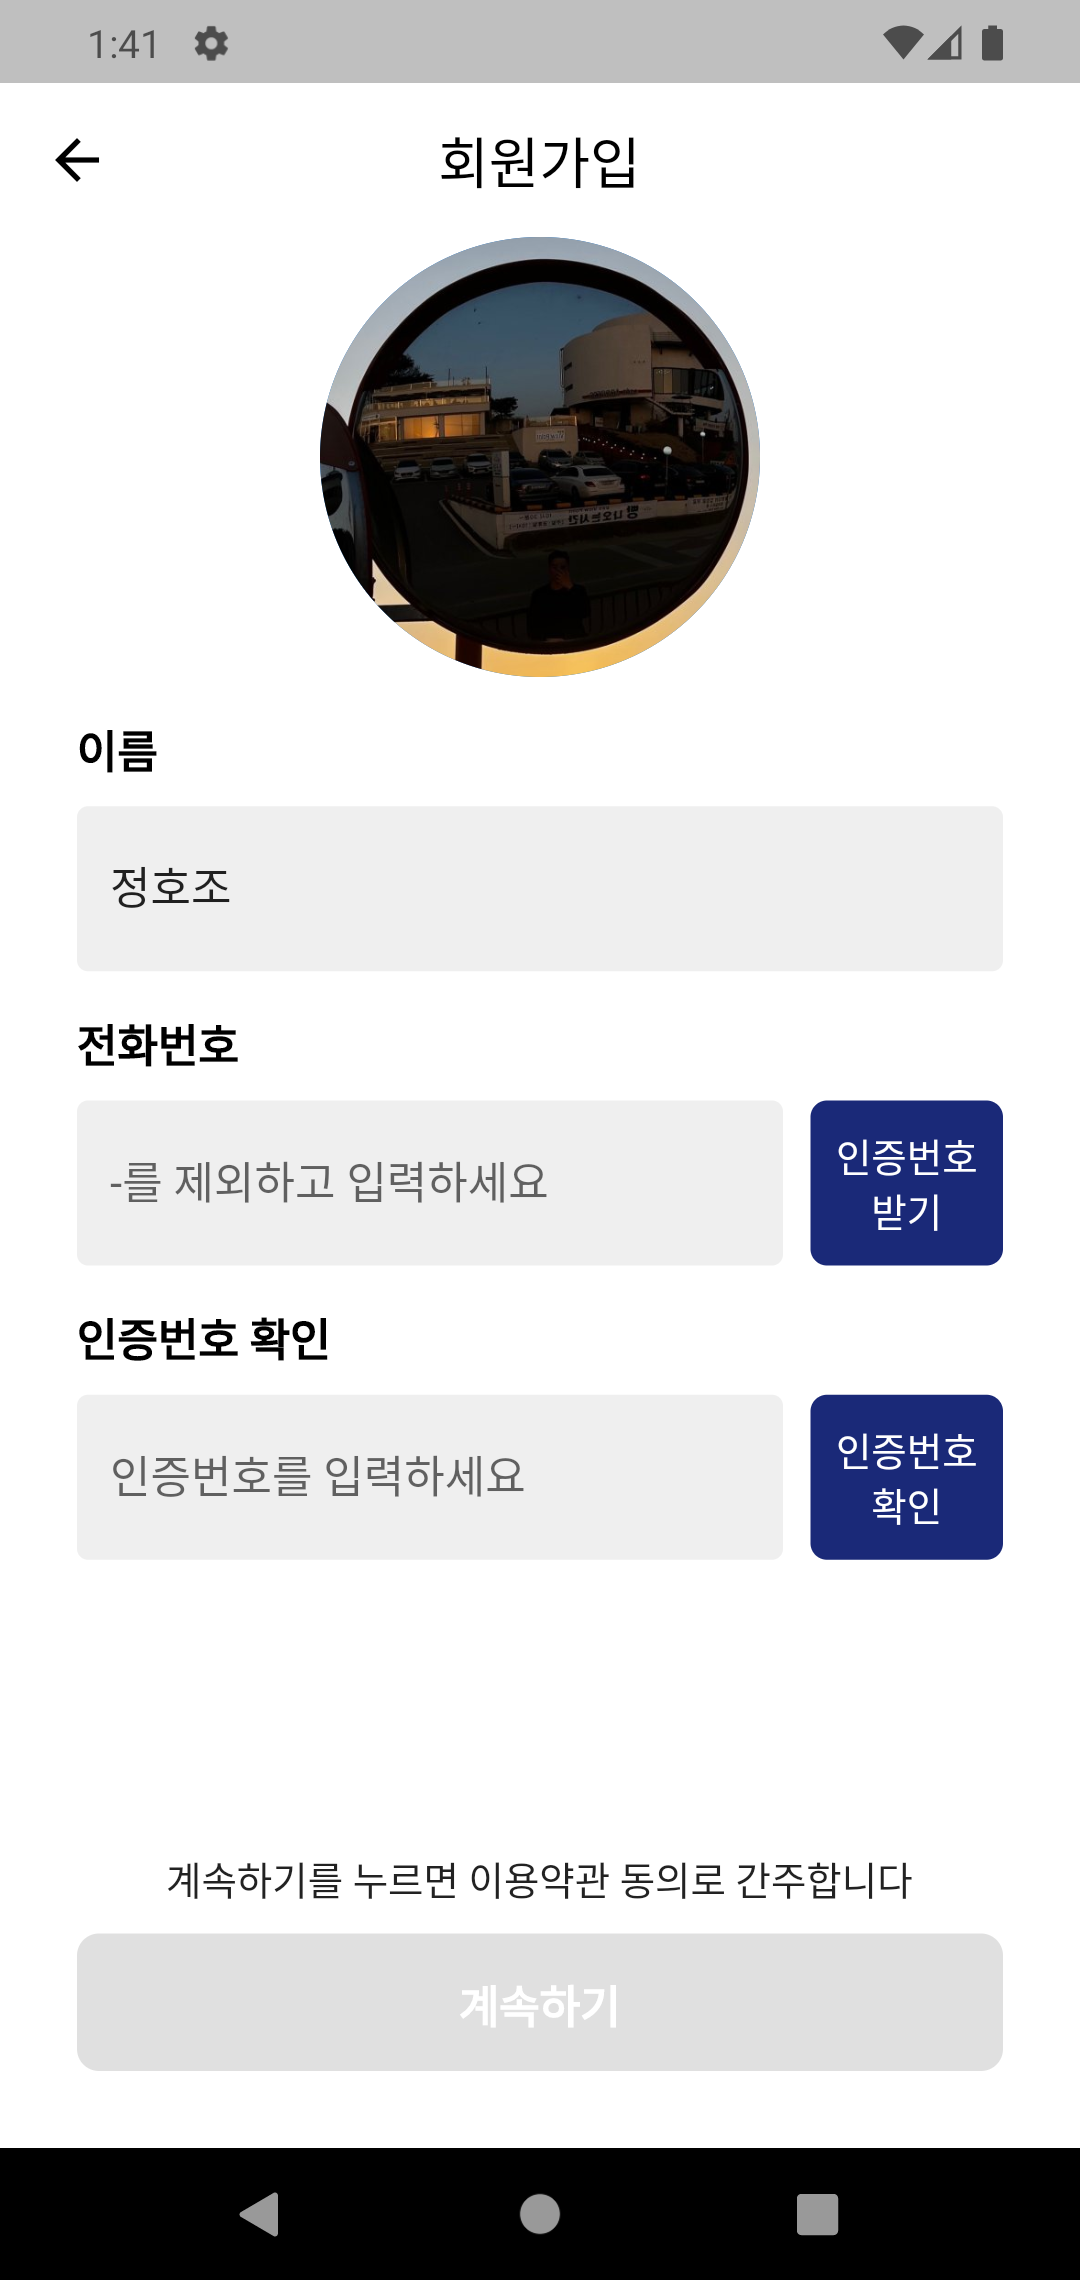 1:41
회원가입
이름
정호조
전화번호
-를 제외하고 입력하세요
인증번호
받기
인증번호 확인
인증번호를 입력하세요
인증번호
확인
계속하기를 누르면 이용약관 동의로 간주합니다
계속하기